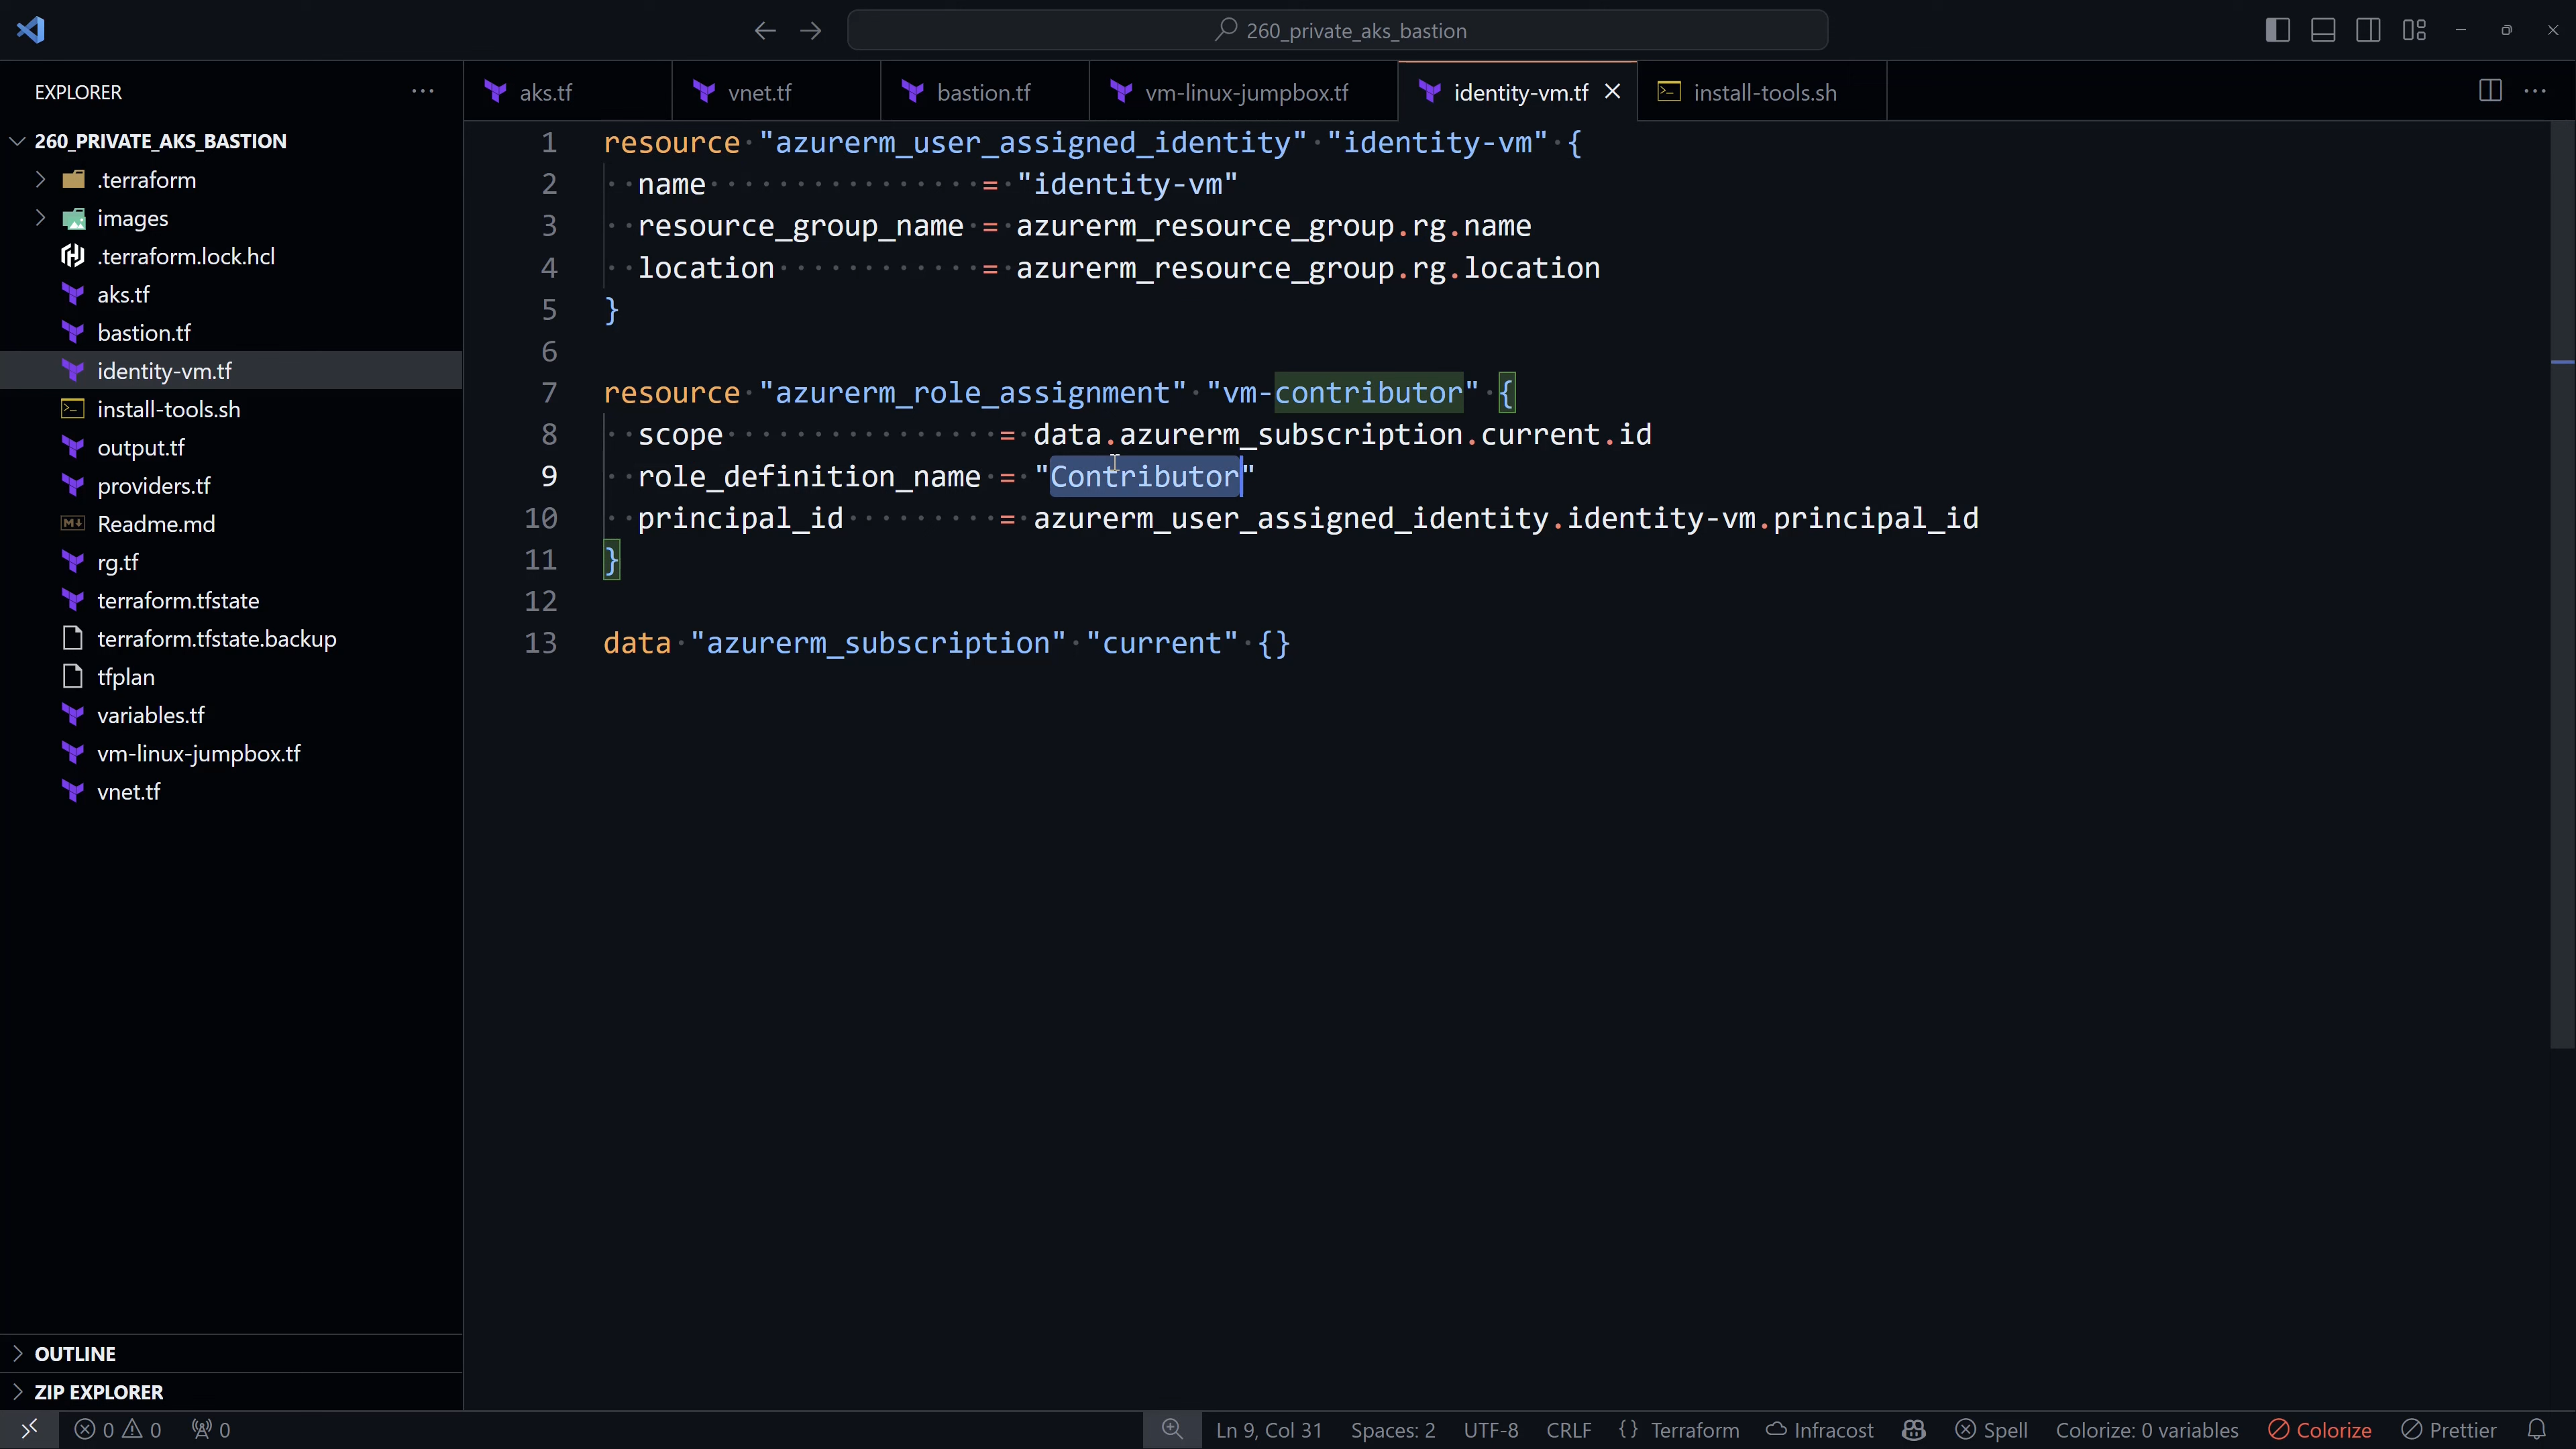 260_private_aks_bastion
EXPLORER
aks.tf
vnet.tf
bastion.tf
vm-linux-jumpbox.tf
identity-vm.tf
install-tools.sh
260_PRIVATE_AKS_BASTION
.terraform
images
.terraform.lock.hcl
aks.tf
bastion.tf
identity-vm.tf
install-tools.sh
output.tf
providers.tf
Readme.md
rg.tf
terraform.tfstate
terraform.tfstate.backup
tfplan
variables.tf
vm-linux-jumpbox.tf
vnet.tf
OUTLINE
ZIP EXPLORER
1 resource "azurerm_user_assigned_identity" "identity-vm" {
2 name = "identity-vm"
3 resource_group_name = azurerm_resource_group.rg.name
4 location = azurerm_resource_group.rg.location
5 }
6
7 resource "azurerm_role_assignment" "vm-contributor" {
8 scope = data.azurerm_subscription.current.id
9 role_definition_name = "Contributor"
10 principal_id = azurerm_user_assigned_identity.identity-vm.principal_id
11 }
12
13 data "azurerm_subscription" "current" {}
0 0 0 Ln 9, Col 31 Spaces: 2 UTF-8 CRLF {} Terraform Infracost Spell Colorize: 0 variables Colorize Prettier